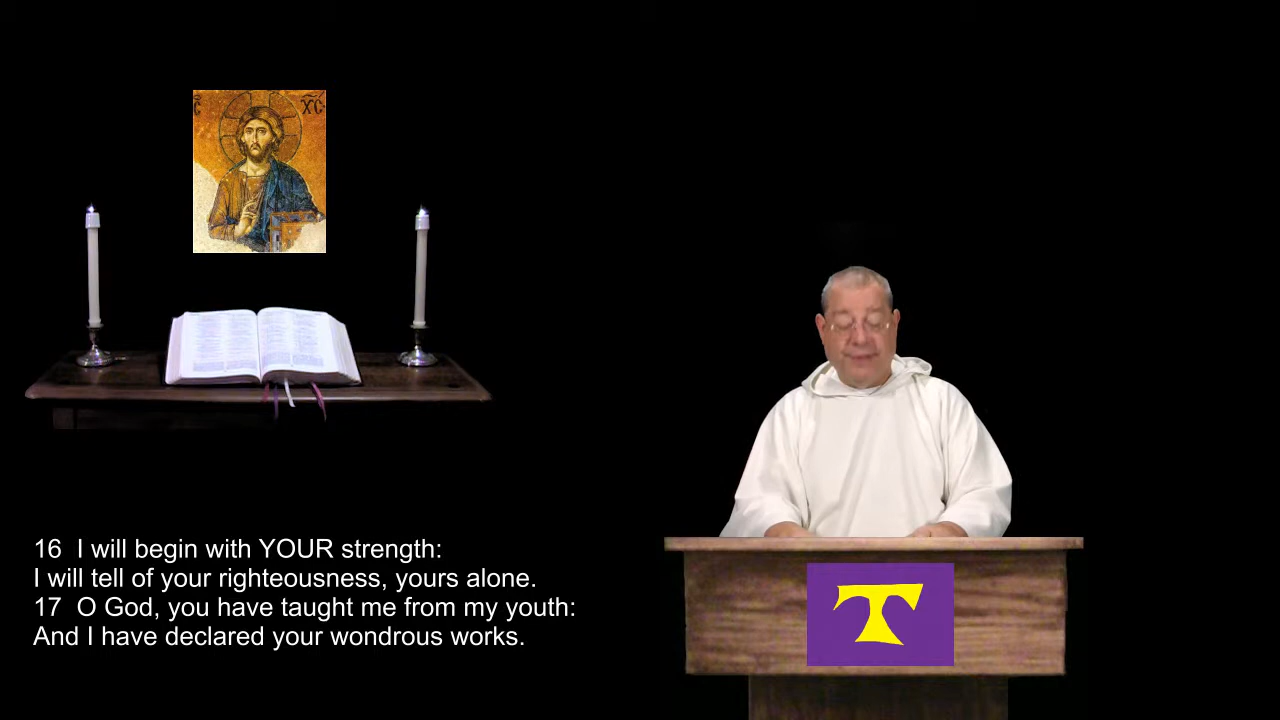 C XC
16 I will begin with YOUR strength:
I will tell of your righteousness, yours alone.
17 O God, you have taught me from my youth:
And I have declared your wondrous works.
T